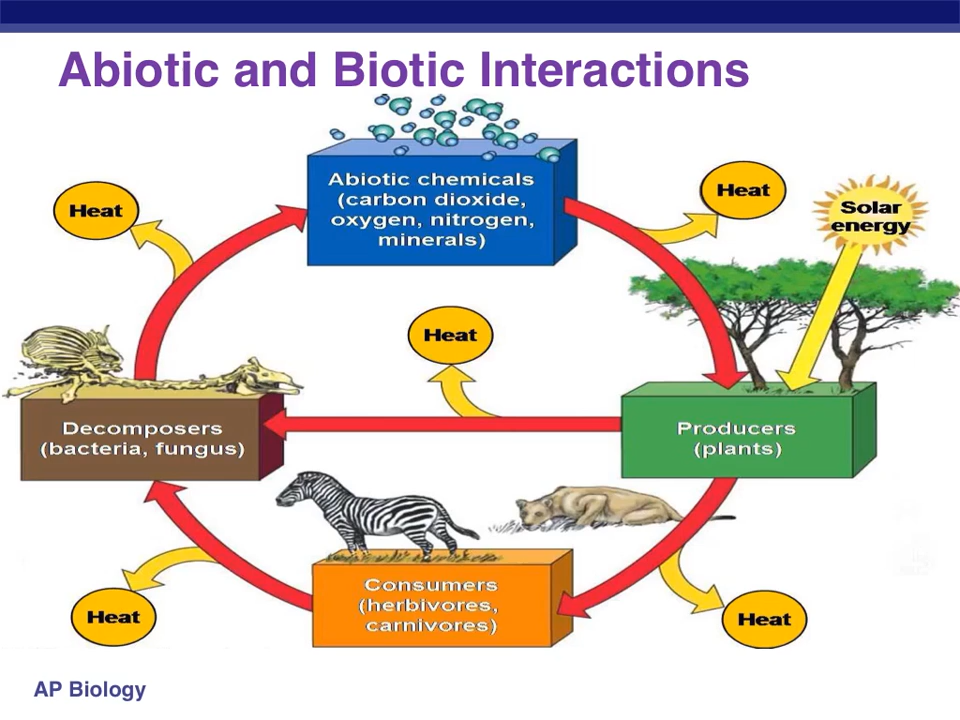 Abiotic and Biotic Interactions
Abiotic chemicals
(carbon dioxide,
oxygen, nitrogen,
minerals)
Heat
Heat
Solar
energy
Heat
Decomposers
(bacteria, fungus)
Producers
(plants)
Consumers
(herbivores,
carnivores)
Heat
Heat
AP Biology